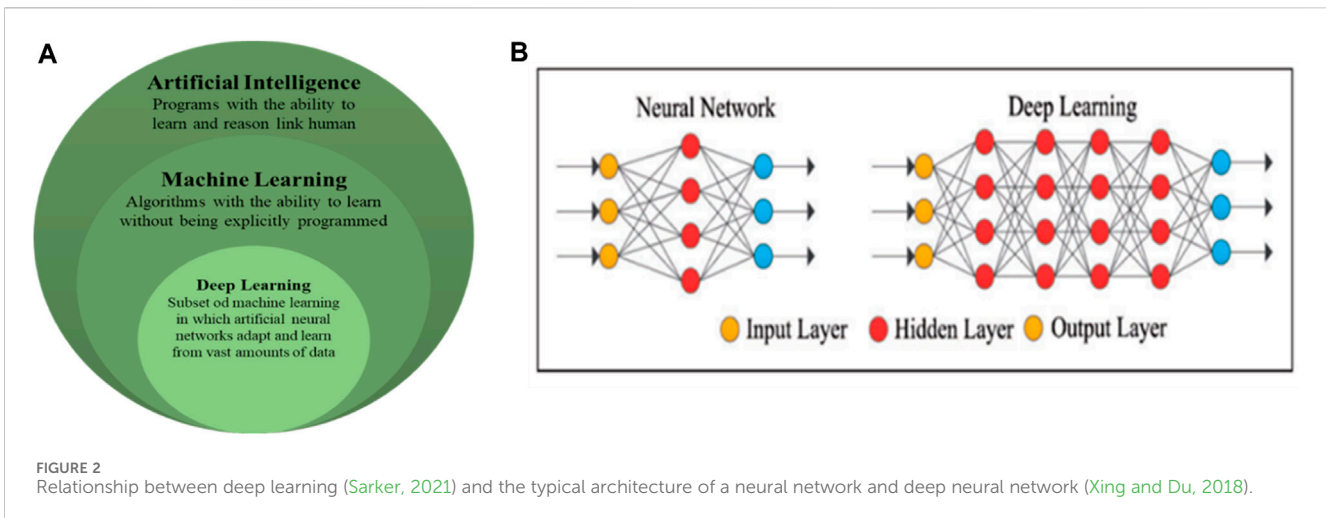 A
Artificial Intelligence
Programs with the ability to
learn and reason link human
Machine Learning
Algorithms with the ability to learn
without being explicitly programmed
Deep Learning
Subset od machine learning
in which artificial neural
networks adapt and learn
from vast amounts of data
B
Neural Network
Deep Learning
Input Layer
Hidden Layer
Output Layer
FIGURE 2
Relationship between deep learning (Sarker, 2021) and the typical architecture of a neural network and deep neural network (Xing and Du, 2018).